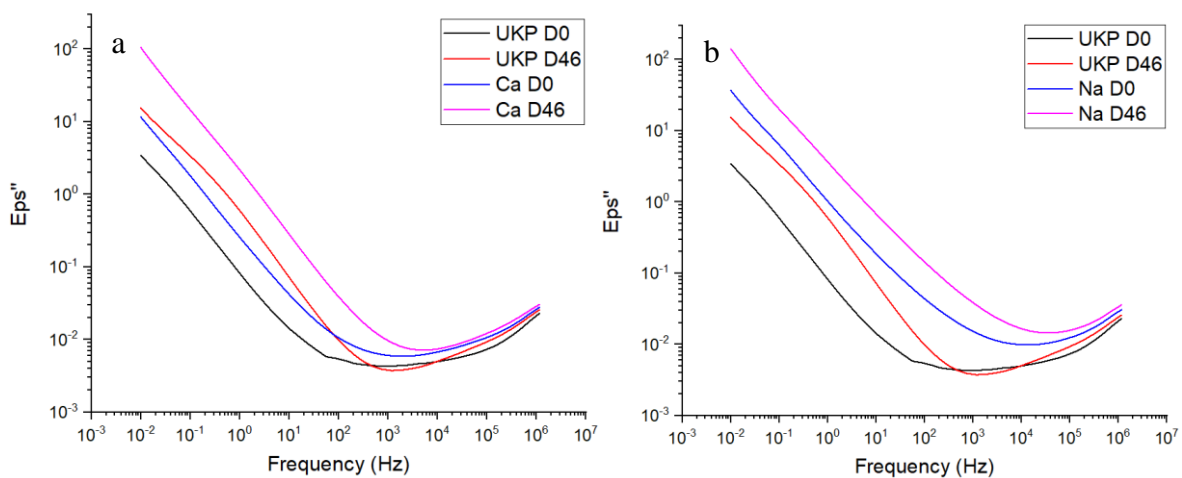 a
UKP D0
UKP D46
Ca D0
Ca D46
10²
10¹
10⁰
10⁻¹
10⁻²
10⁻³
Eps"
10⁻³ 10⁻² 10⁻¹ 10⁰ 10¹ 10² 10³ 10⁴ 10⁵ 10⁶ 10⁷
Frequency (Hz)
b
UKP D0
UKP D46
Na D0
Na D46
10²
10¹
10⁰
10⁻¹
10⁻²
10⁻³
Eps"
10⁻³ 10⁻² 10⁻¹ 10⁰ 10¹ 10² 10³ 10⁴ 10⁵ 10⁶ 10⁷
Frequency (Hz)